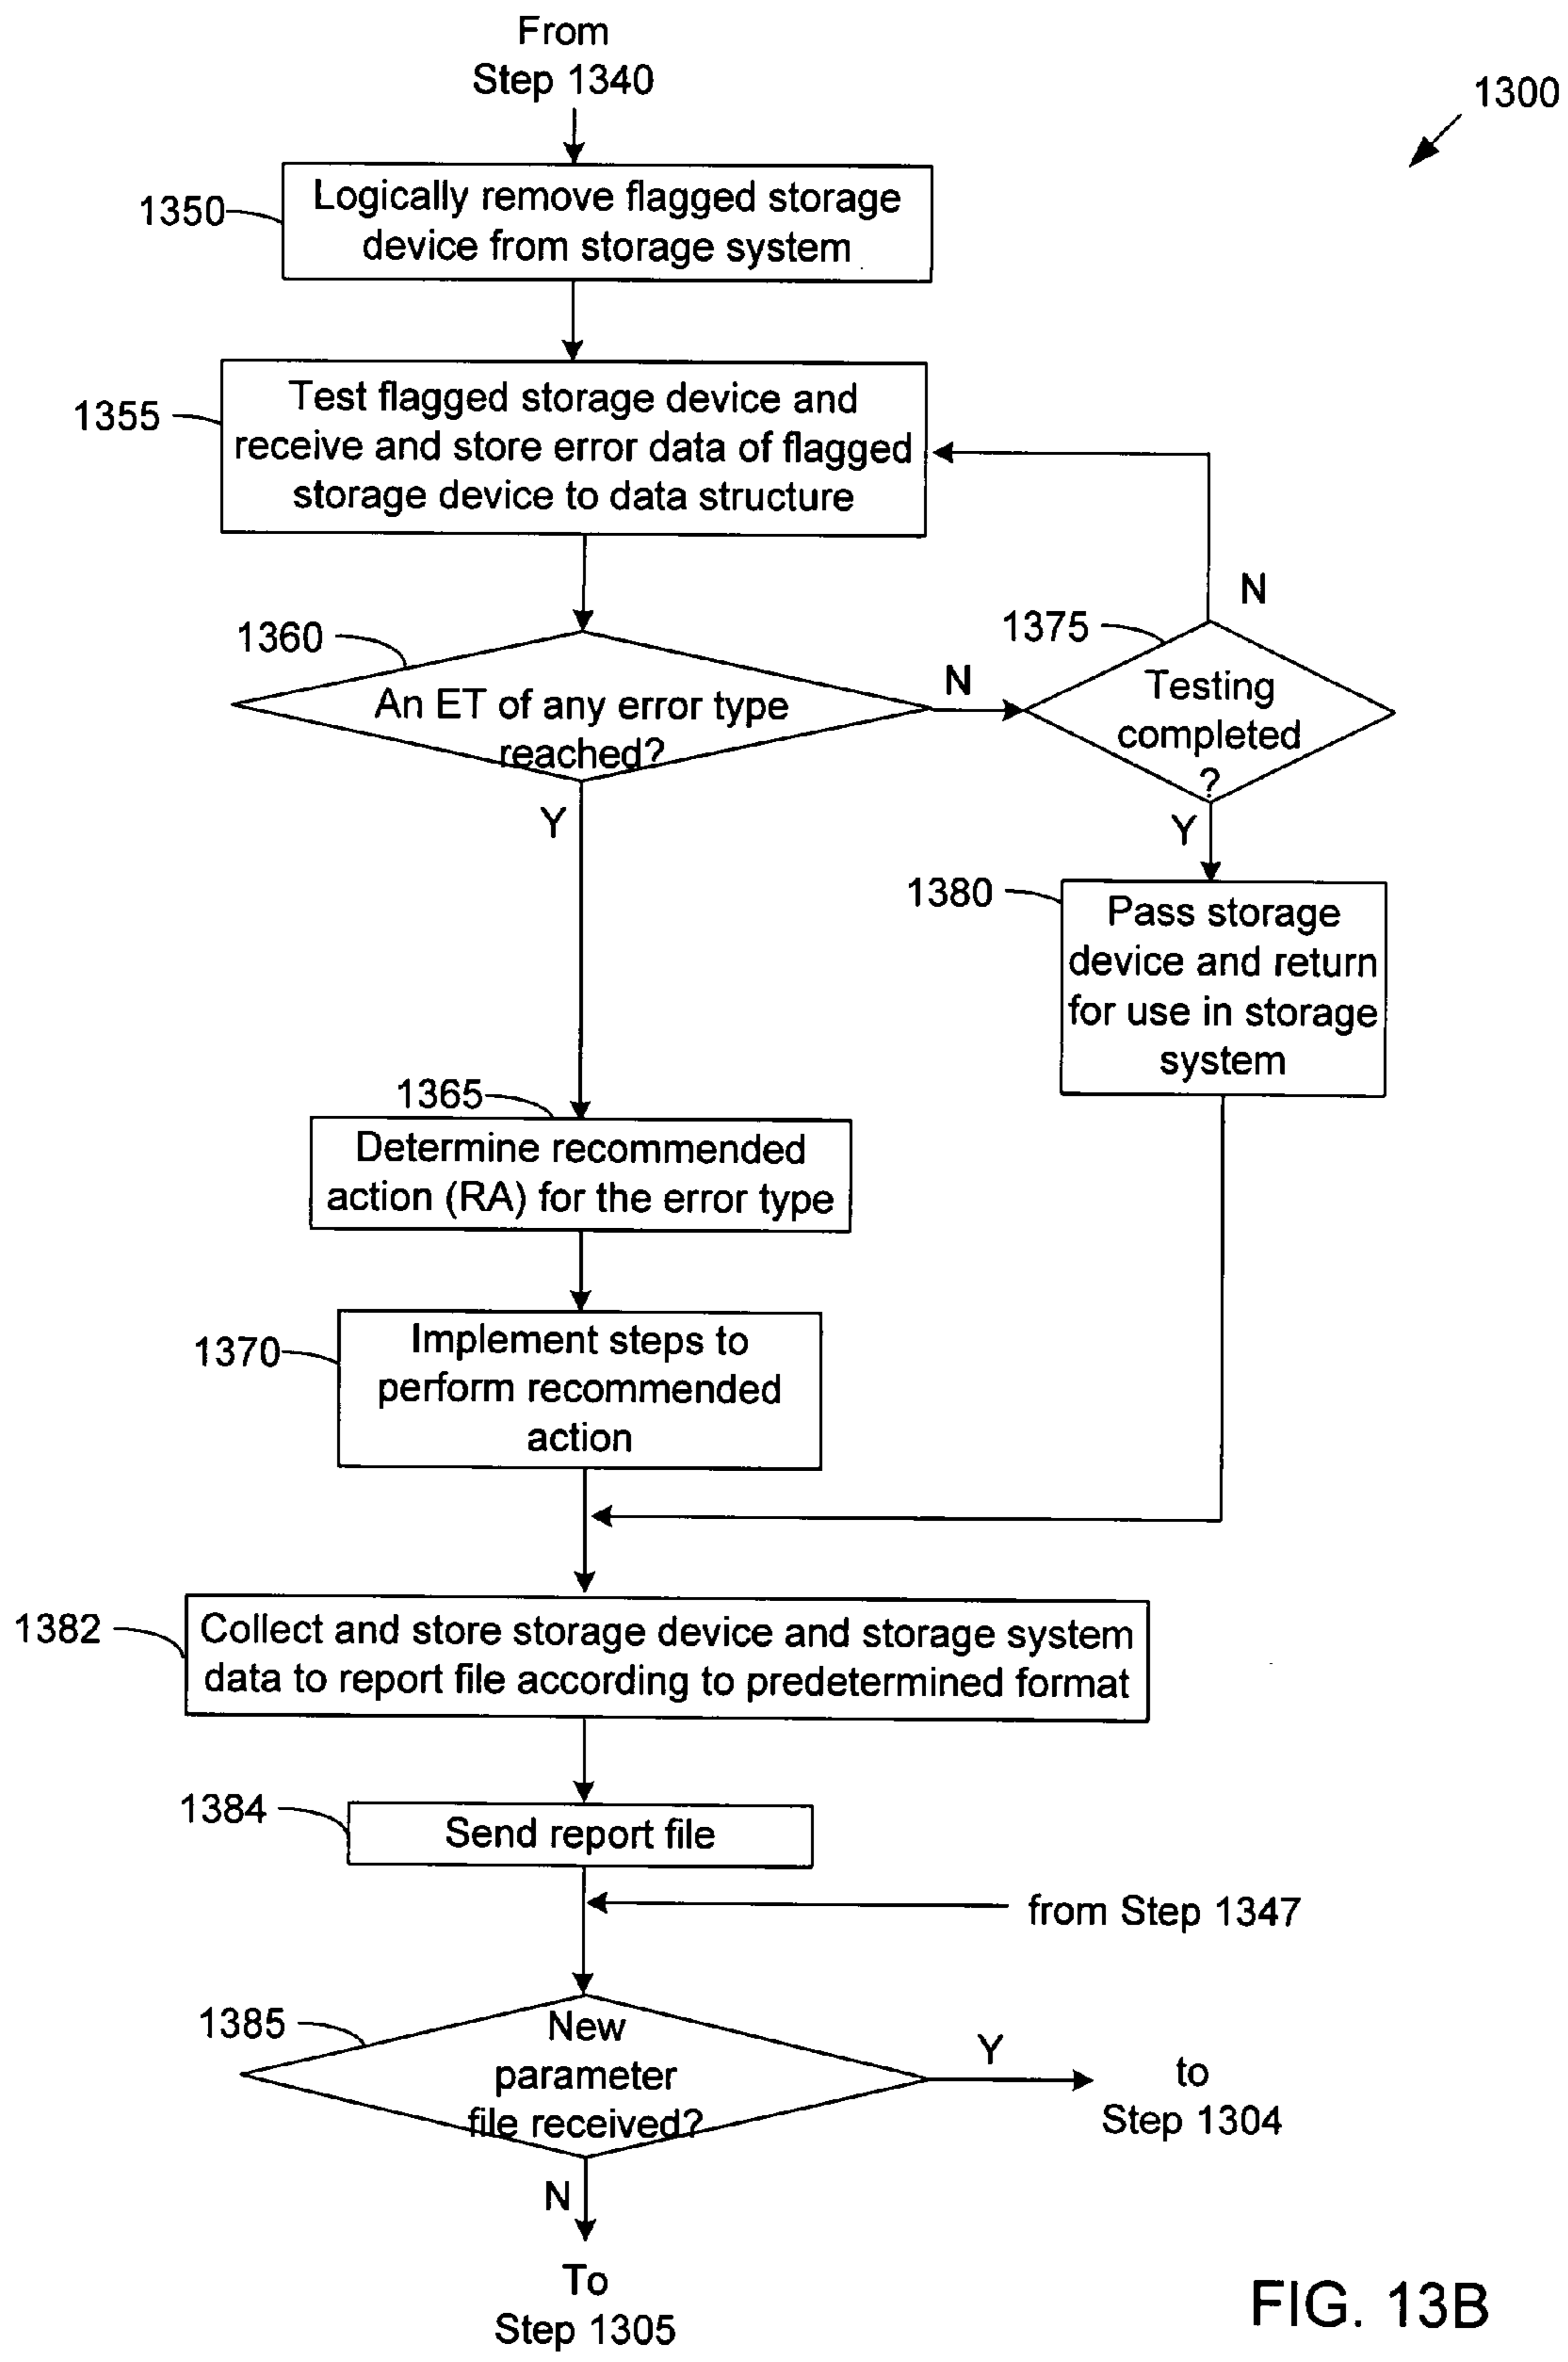 From
Step 1340
1300
1350
Logically remove flagged storage
device from storage system
1355
Test flagged storage device and
receive and store error data of flagged
storage device to data structure
N
1360
An ET of any error type
reached?
N
1375
Testing
completed
?
Y
Y
1380
Pass storage
device and return
for use in storage
system
1365
Determine recommended
action (RA) for the error type
1370
Implement steps to
perform recommended
action
1382
Collect and store storage device and storage system
data to report file according to predetermined format
1384
Send report file
from Step 1347
1385
New
parameter
file received?
Y
to
Step 1304
N
To
Step 1305
FIG. 13B